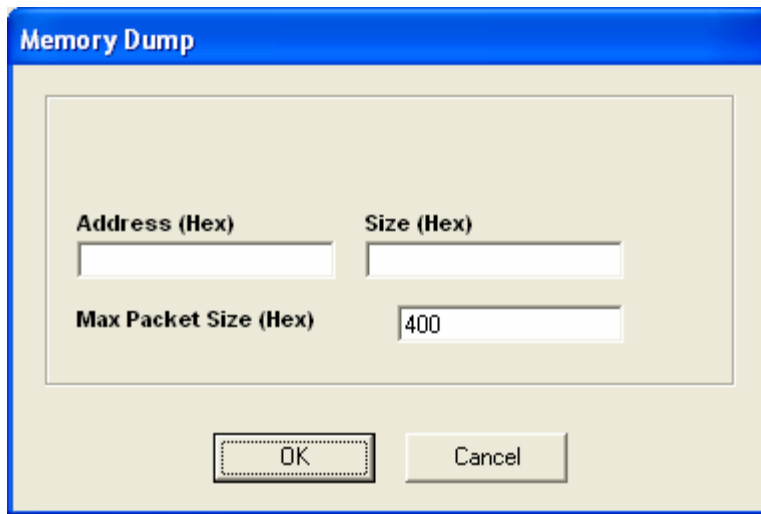 Memory Dump
Address (Hex) Size (Hex)
Max Packet Size (Hex) 400
OK Cancel